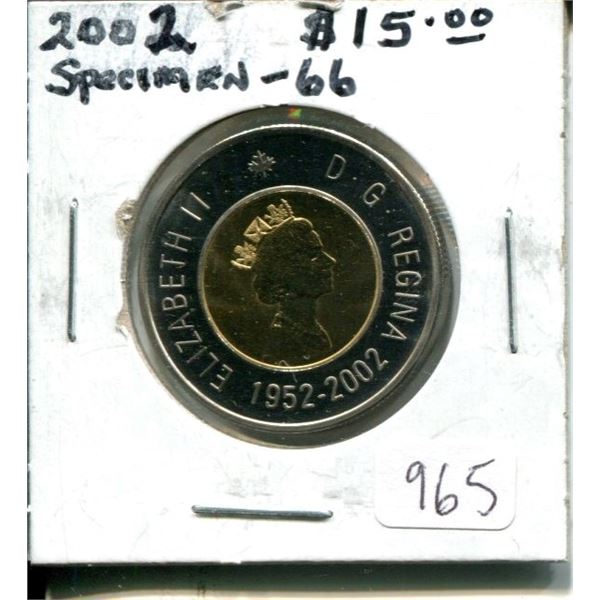 2002 $15.00
Specimen-66
ELIZABETH II D G REGINA
1952-2002
965